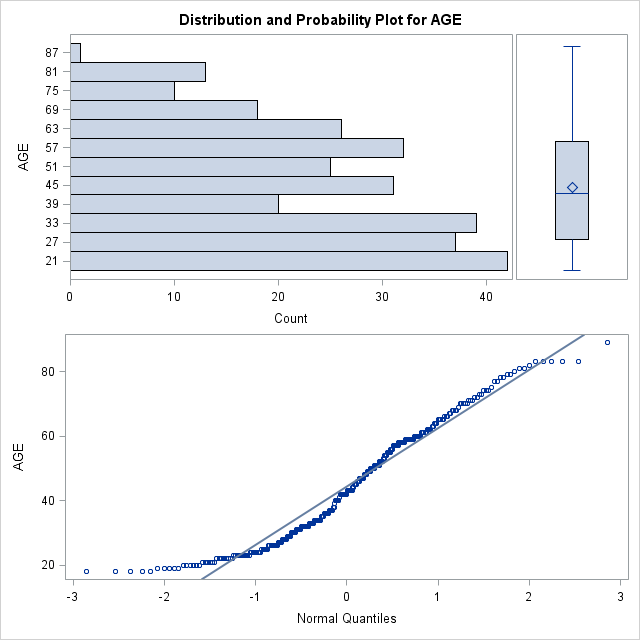 Distribution and Probability Plot for AGE
AGE
87
81
75
69
63
57
51
45
39
33
27
21
0 10 20 30 40
Count
AGE
80
60
40
20
-3 -2 -1 0 1 2 3
Normal Quantiles